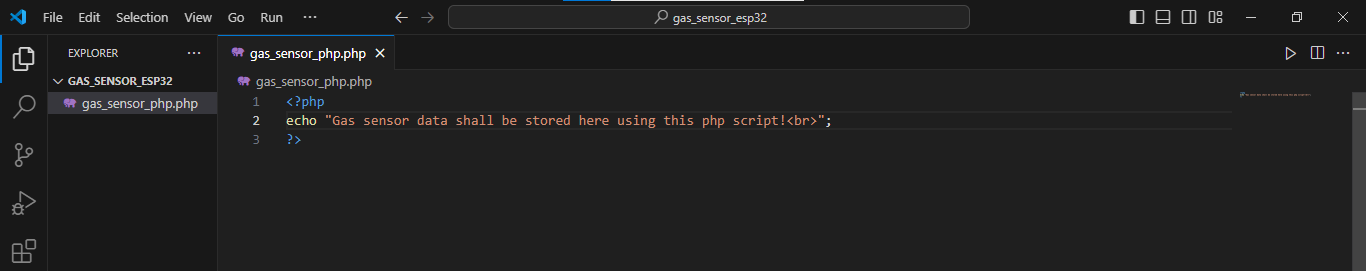 File Edit Selection View Go Run ···
gas_sensor_esp32
EXPLORER ···
GAS_SENSOR_ESP32
gas_sensor_php.php
gas_sensor_php.php
gas_sensor_php.php
1 <?php
2 echo "Gas sensor data shall be stored here using this php script!<br>";
3 ?>